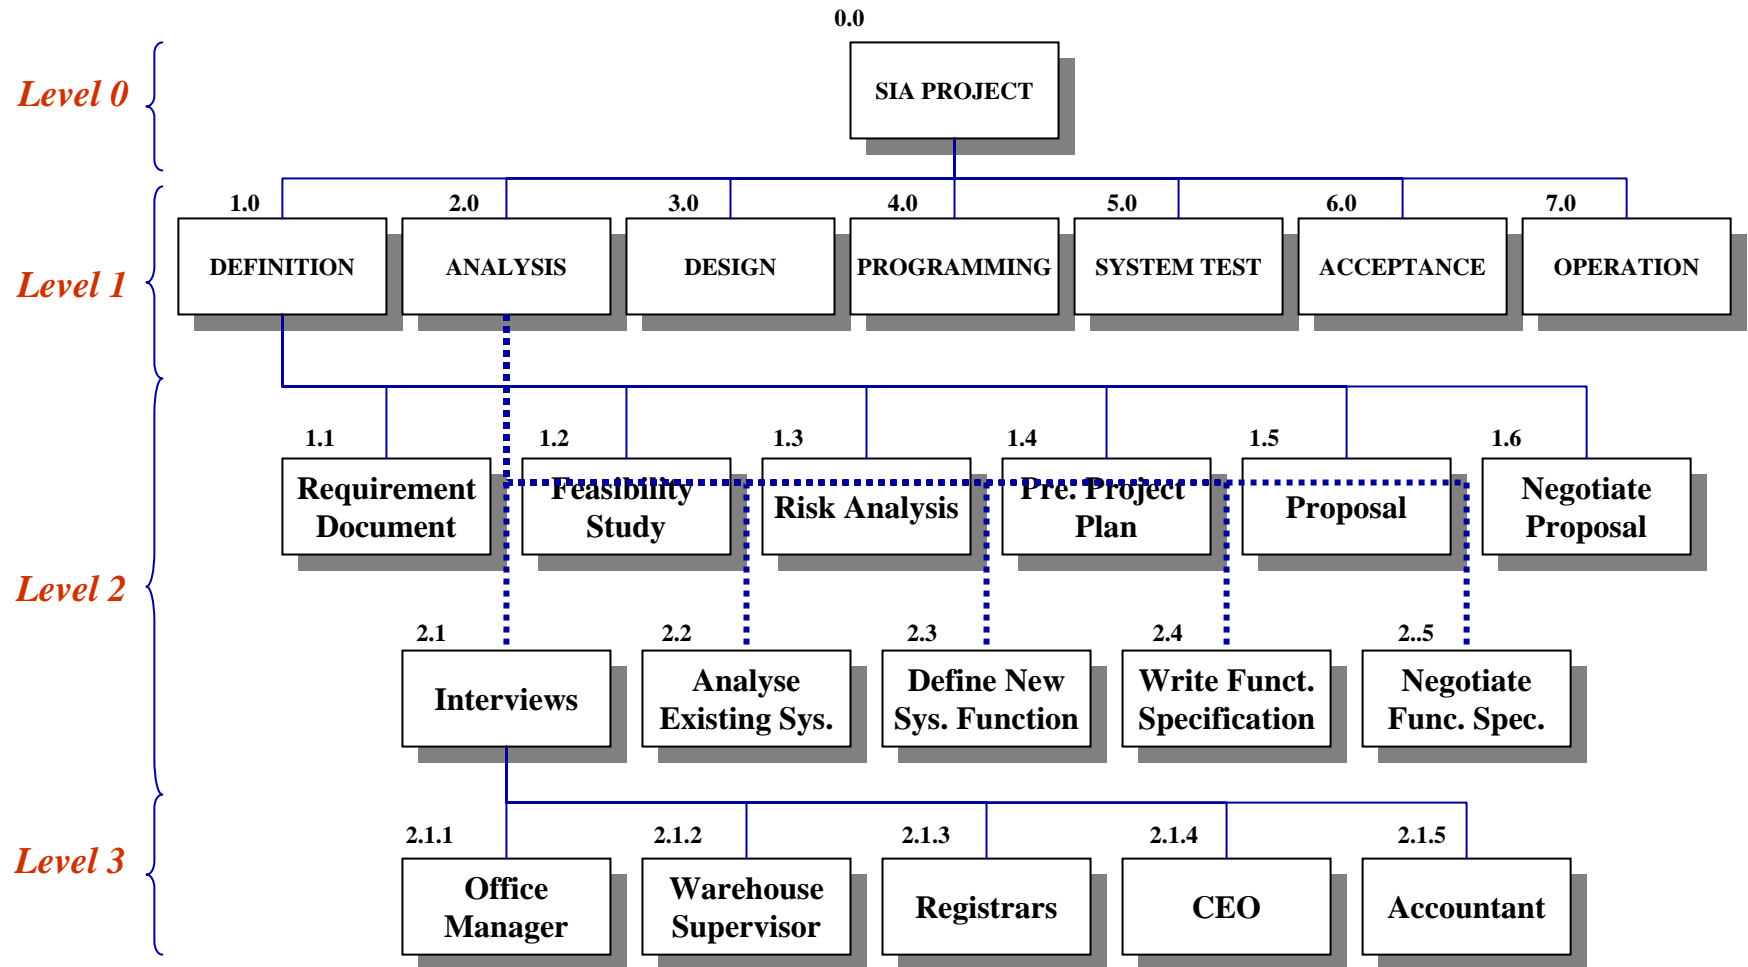 0.0
Level 0
SIA PROJECT
1.0 2.0 3.0 4.0 5.0 6.0 7.0
Level 1
DEFINITION ANALYSIS DESIGN PROGRAMMING SYSTEM TEST ACCEPTANCE OPERATION
1.1 1.2 1.3 1.4 1.5 1.6
Requirement
Document
Feasibility
Study
Risk Analysis
Pre. Project
Plan
Proposal
Negotiate
Proposal
Level 2
2.1 2.2 2.3 2.4 2..5
Interviews
Analyse
Existing Sys.
Define New
Sys. Function
Write Funct.
Specification
Negotiate
Func. Spec.
2.1.1 2.1.2 2.1.3 2.1.4 2.1.5
Level 3
Office
Manager
Warehouse
Supervisor
Registrars
CEO
Accountant